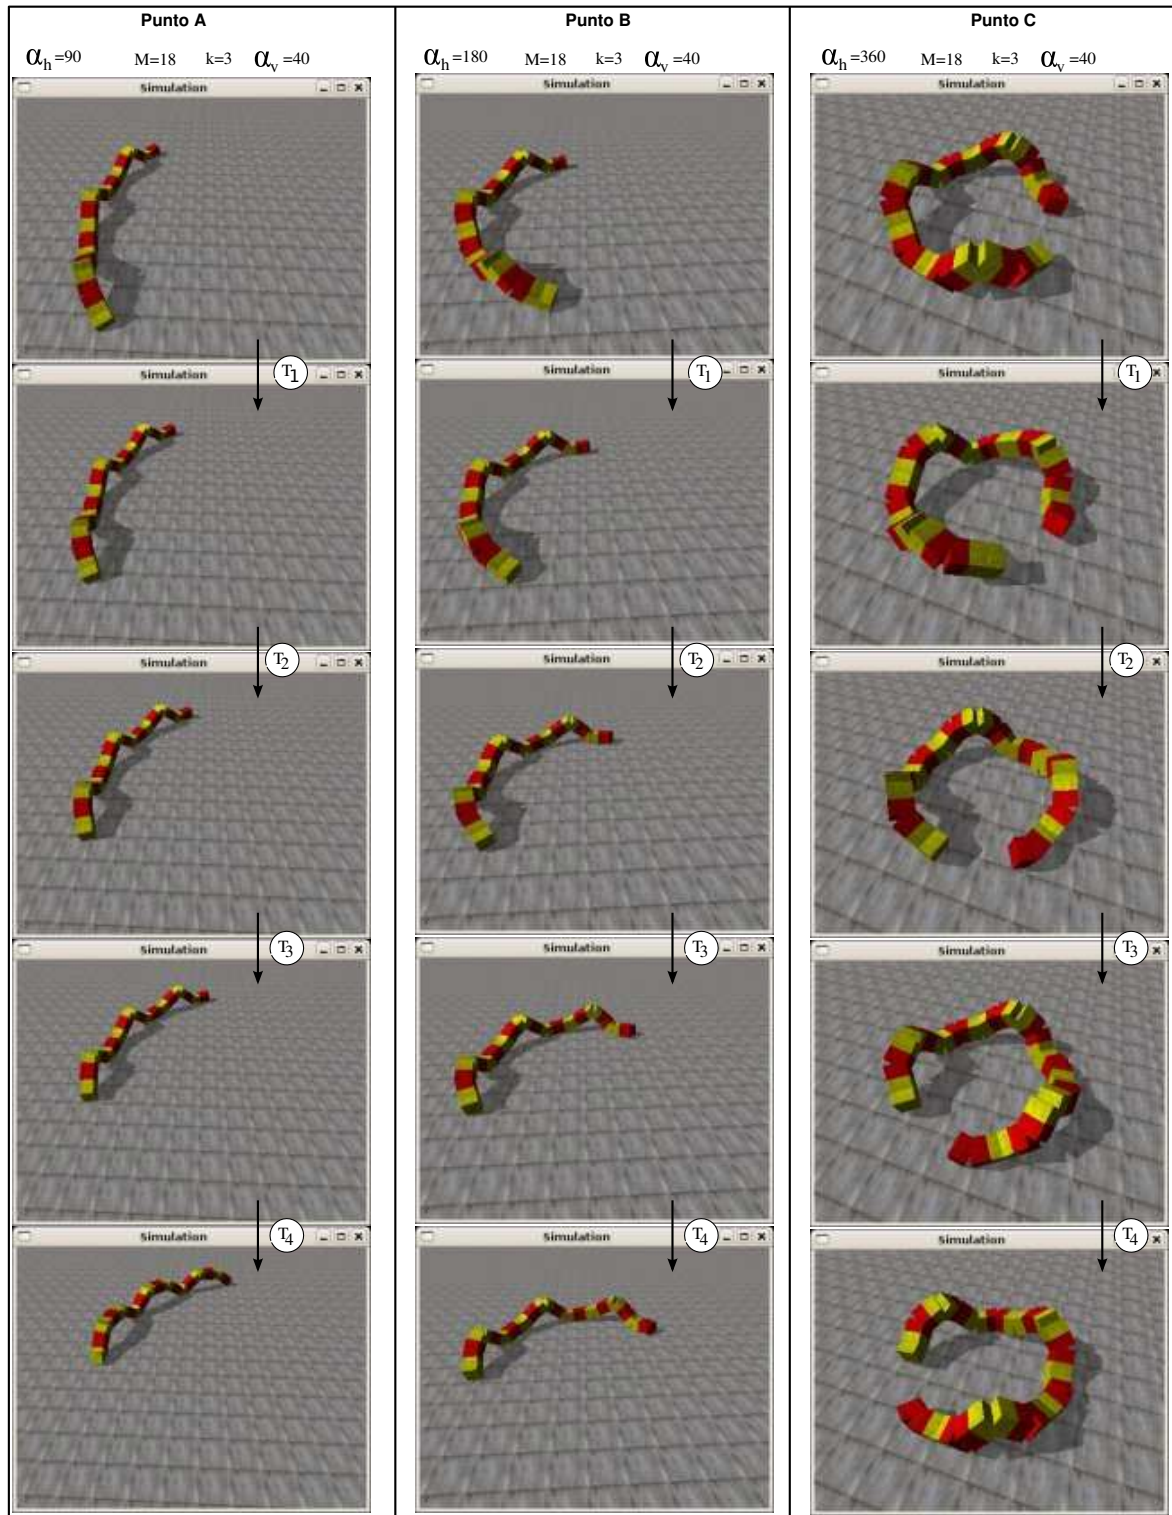 Punto A Punto B Punto C
αh=90 M=18 k=3 αv=40 αh=180 M=18 k=3 αv=40 αh=360 M=18 k=3 αv=40
Simulation Simulation Simulation
T1 T1 T1
Simulation Simulation Simulation
T2 T2 T2
Simulation Simulation Simulation
T3 T3 T3
Simulation Simulation Simulation
T4 T4 T4
Simulation Simulation Simulation